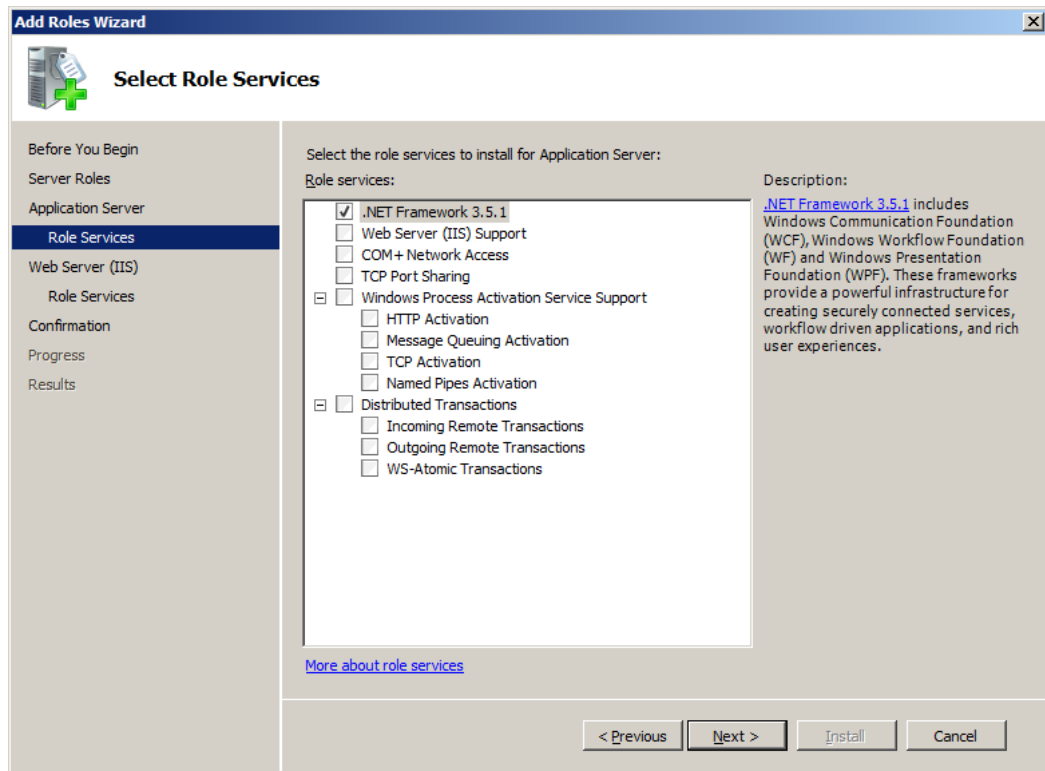 Add Roles Wizard
Select Role Services
Before You Begin
Server Roles
Application Server
Role Services
Web Server (IIS)
Role Services
Confirmation
Progress
Results
Select the role services to install for Application Server:
Role services:
.NET Framework 3.5.1
Web Server (IIS) Support
COM+ Network Access
TCP Port Sharing
Windows Process Activation Service Support
HTTP Activation
Message Queuing Activation
TCP Activation
Named Pipes Activation
Distributed Transactions
Incoming Remote Transactions
Outgoing Remote Transactions
WS-Atomic Transactions
More about role services
Description:
.NET Framework 3.5.1 includes
Windows Communication Foundation
(WCF), Windows Workflow Foundation
(WF) and Windows Presentation
Foundation (WPF). These frameworks
provide a powerful infrastructure for
creating securely connected services,
workflow driven applications, and rich
user experiences.
< Previous
Next >
Install
Cancel